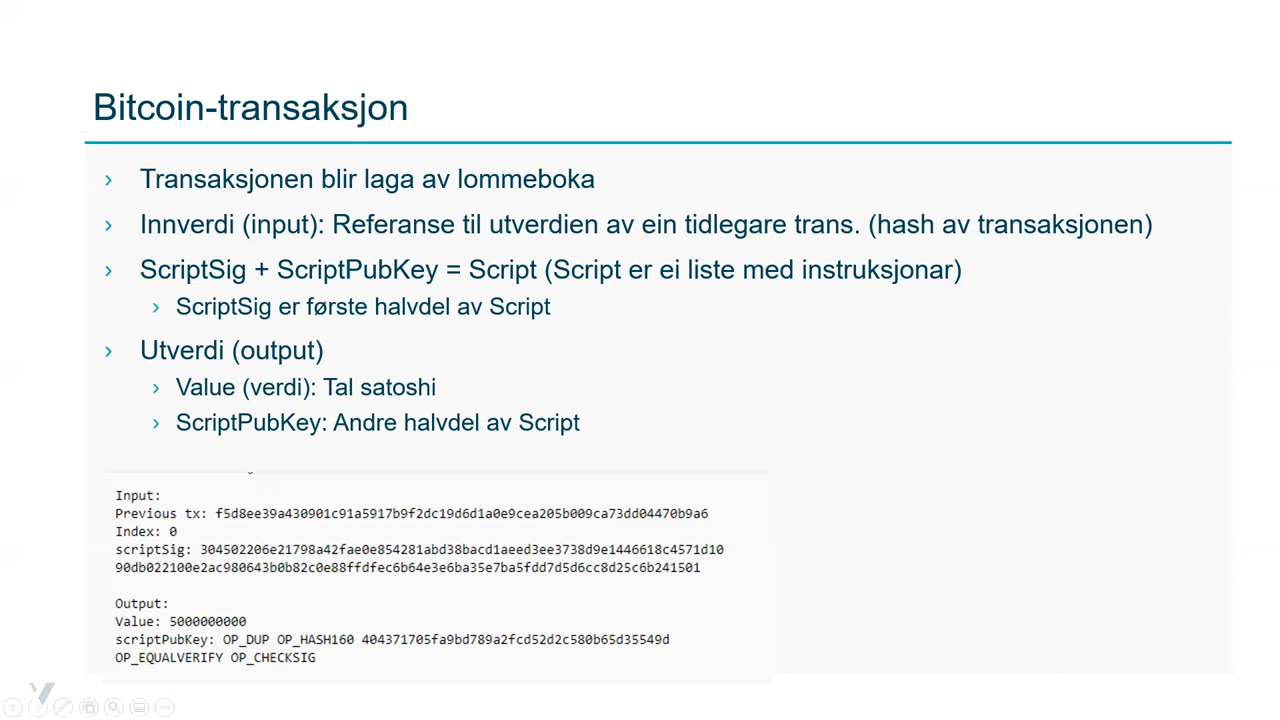 Bitcoin-transaksjon
› Transaksjonen blir laga av lommeboka
› Innverdi (input): Referanse til utverdien av ein tidlegare trans. (hash av transaksjonen)
› ScriptSig + ScriptPubKey = Script (Script er ei liste med instruksjonar)
› ScriptSig er første halvdel av Script
› Utverdi (output)
› Value (verdi): Tal satoshi
› ScriptPubKey: Andre halvdel av Script
Input:
Previous tx: f5d8ee39a430901c91a5917b9f2dc19d6d1a0e9cea205b009ca73dd04470b9a6
Index: 0
scriptSig: 304502206e21798a42fae0e854281abd38bacd1aeed3ee3738d9e1446618c4571d10
90db022100e2ac980643b0b82c0e88ffdfec6b64e3e6ba35e7ba5fdd7d5d6cc8d25c6b241501
Output:
Value: 5000000000
scriptPubKey: OP_DUP OP_HASH160 404371705fa9bd789a2fcd52d2c580b65d35549d
OP_EQUALVERIFY OP_CHECKSIG